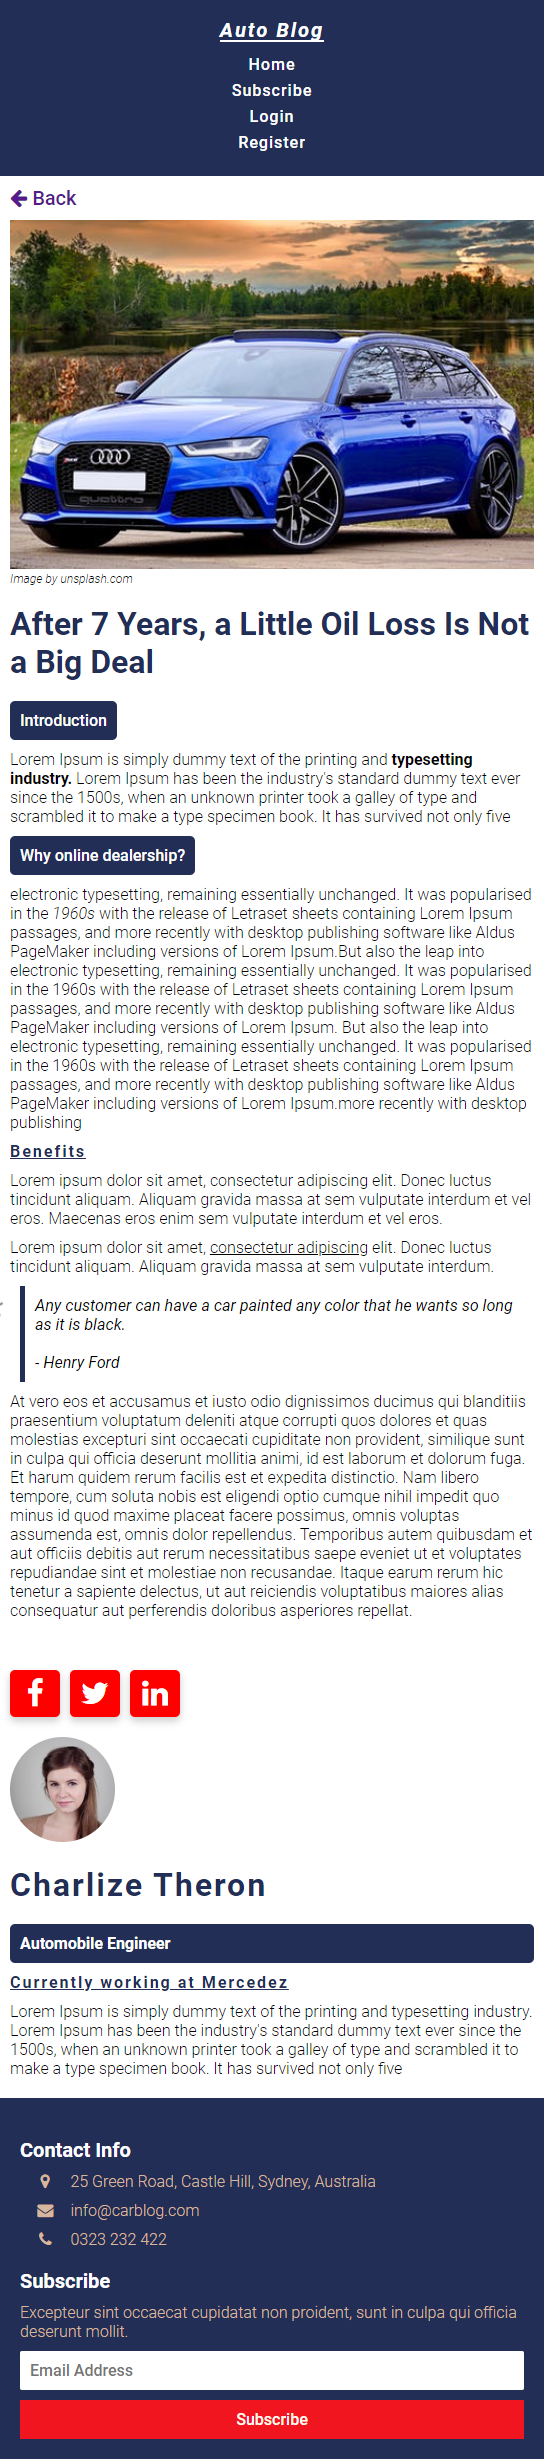 Auto Blog
Home
Subscribe
Login
Register
Back
quattro
Image by unsplash.com
After 7 Years, a Little Oil Loss Is Not
a Big Deal
Introduction
Lorem Ipsum is simply dummy text of the printing and typesetting
industry. Lorem Ipsum has been the industry's standard dummy text ever
since the 1500s, when an unknown printer took a galley of type and
scrambled it to make a type specimen book. It has survived not only five
Why online dealership?
electronic typesetting, remaining essentially unchanged. It was popularised
in the 1960s with the release of Letraset sheets containing Lorem Ipsum
passages, and more recently with desktop publishing software like Aldus
PageMaker including versions of Lorem Ipsum.But also the leap into
electronic typesetting, remaining essentially unchanged. It was popularised
in the 1960s with the release of Letraset sheets containing Lorem Ipsum
passages, and more recently with desktop publishing software like Aldus
PageMaker including versions of Lorem Ipsum. But also the leap into
electronic typesetting, remaining essentially unchanged. It was popularised
in the 1960s with the release of Letraset sheets containing Lorem Ipsum
passages, and more recently with desktop publishing software like Aldus
PageMaker including versions of Lorem Ipsum.more recently with desktop
publishing
Benefits
Lorem ipsum dolor sit amet, consectetur adipiscing elit. Donec luctus
tincidunt aliquam. Aliquam gravida massa at sem vulputate interdum et vel
eros. Maecenas eros enim sem vulputate interdum et vel eros.
Lorem ipsum dolor sit amet, consectetur adipiscing elit. Donec luctus
tincidunt aliquam. Aliquam gravida massa at sem vulputate interdum.
Any customer can have a car painted any color that he wants so long
as it is black.
- Henry Ford
At vero eos et accusamus et iusto odio dignissimos ducimus qui blanditiis
praesentium voluptatum deleniti atque corrupti quos dolores et quas
molestias excepturi sint occaecati cupiditate non provident, similique sunt
in culpa qui officia deserunt mollitia animi, id est laborum et dolorum fuga.
Et harum quidem rerum facilis est et expedita distinctio. Nam libero
tempore, cum soluta nobis est eligendi optio cumque nihil impedit quo
minus id quod maxime placeat facere possimus, omnis voluptas
assumenda est, omnis dolor repellendus. Temporibus autem quibusdam et
aut officiis debitis aut rerum necessitatibus saepe eveniet ut et voluptates
repudiandae sint et molestiae non recusandae. Itaque earum rerum hic
tenetur a sapiente delectus, ut aut reiciendis voluptatibus maiores alias
consequatur aut perferendis doloribus asperiores repellat.
Charlize Theron
Automobile Engineer
Currently working at Mercedez
Lorem Ipsum is simply dummy text of the printing and typesetting industry.
Lorem Ipsum has been the industry's standard dummy text ever since the
1500s, when an unknown printer took a galley of type and scrambled it to
make a type specimen book. It has survived not only five
Contact Info
25 Green Road, Castle Hill, Sydney, Australia
info@carblog.com
0323 232 422
Subscribe
Excepteur sint occaecat cupidatat non proident, sunt in culpa qui officia
deserunt mollit.
Email Address
Subscribe